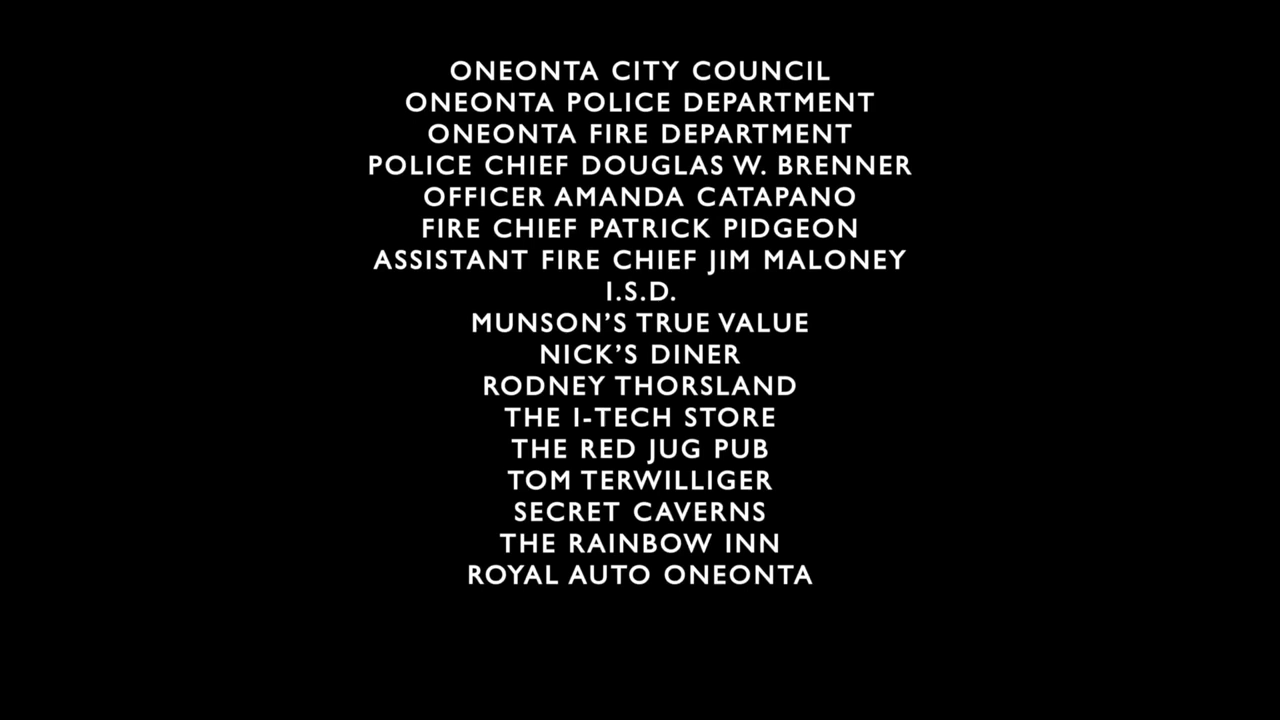 ONEONTA CITY COUNCIL
ONEONTA POLICE DEPARTMENT
ONEONTA FIRE DEPARTMENT
POLICE CHIEF DOUGLAS W. BRENNER
OFFICER AMANDA CATAPANO
FIRE CHIEF PATRICK PIDGEON
ASSISTANT FIRE CHIEF JIM MALONEY
I.S.D.
MUNSON’S TRUE VALUE
NICK’S DINER
RODNEY THORSLAND
THE I-TECH STORE
THE RED JUG PUB
TOM TERWILLIGER
SECRET CAVERNS
THE RAINBOW INN
ROYAL AUTO ONEONTA